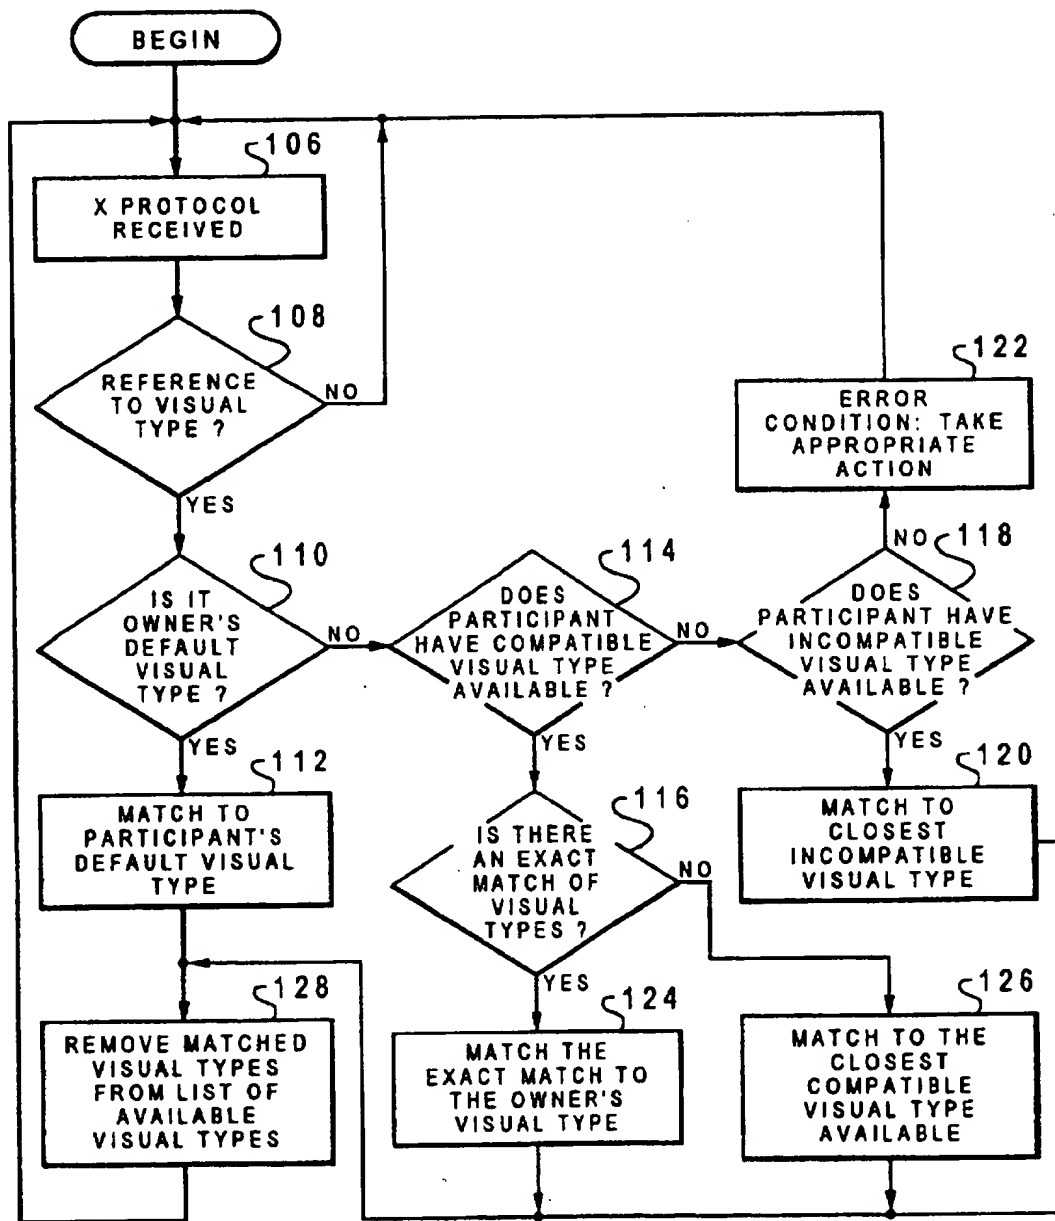 BEGIN
106
X PROTOCOL
RECEIVED
108
REFERENCE
TO VISUAL
TYPE ?
NO
YES
110
IS IT
OWNER'S
DEFAULT
VISUAL
TYPE ?
NO
YES
112
MATCH TO
PARTICIPANT'S
DEFAULT VISUAL
TYPE
128
REMOVE MATCHED
VISUAL TYPES
FROM LIST OF
AVAILABLE
VISUAL TYPES
114
DOES
PARTICIPANT
HAVE COMPATIBLE
VISUAL TYPE
AVAILABLE ?
NO
YES
116
IS THERE
AN EXACT
MATCH OF
VISUAL
TYPES ?
NO
YES
124
MATCH THE
EXACT MATCH TO
THE OWNER'S
VISUAL TYPE
122
ERROR
CONDITION: TAKE
APPROPRIATE
ACTION
NO
118
DOES
PARTICIPANT HAVE
INCOMPATIBLE
VISUAL TYPE
AVAILABLE ?
YES
120
MATCH TO
CLOSEST
INCOMPATIBLE
VISUAL TYPE
126
MATCH TO THE
CLOSEST
COMPATIBLE
VISUAL TYPE
AVAILABLE